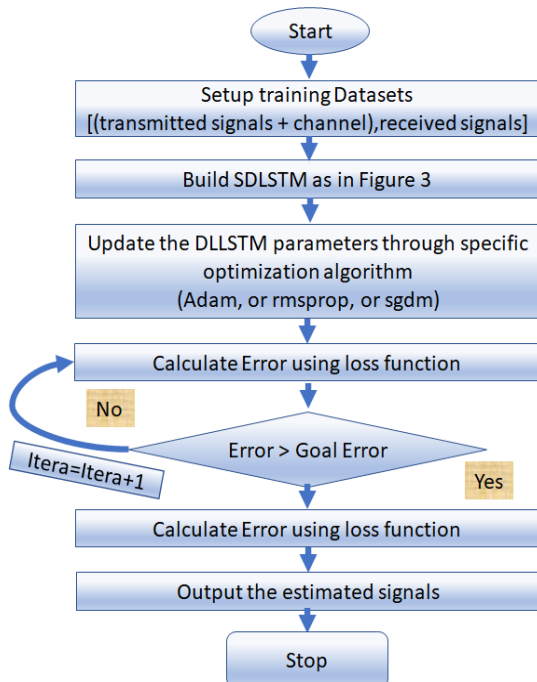 Start
Setup training Datasets
[((transmitted signals + channel),received signals]
Build SDLSTM as in Figure 3
Update the DLLSTM parameters through specific
optimization algorithm
(Adam, or rmsprop, or sgdm)
Calculate Error using loss function
No
Error > Goal Error
Itera=Itera+1
Yes
Calculate Error using loss function
Output the estimated signals
Stop